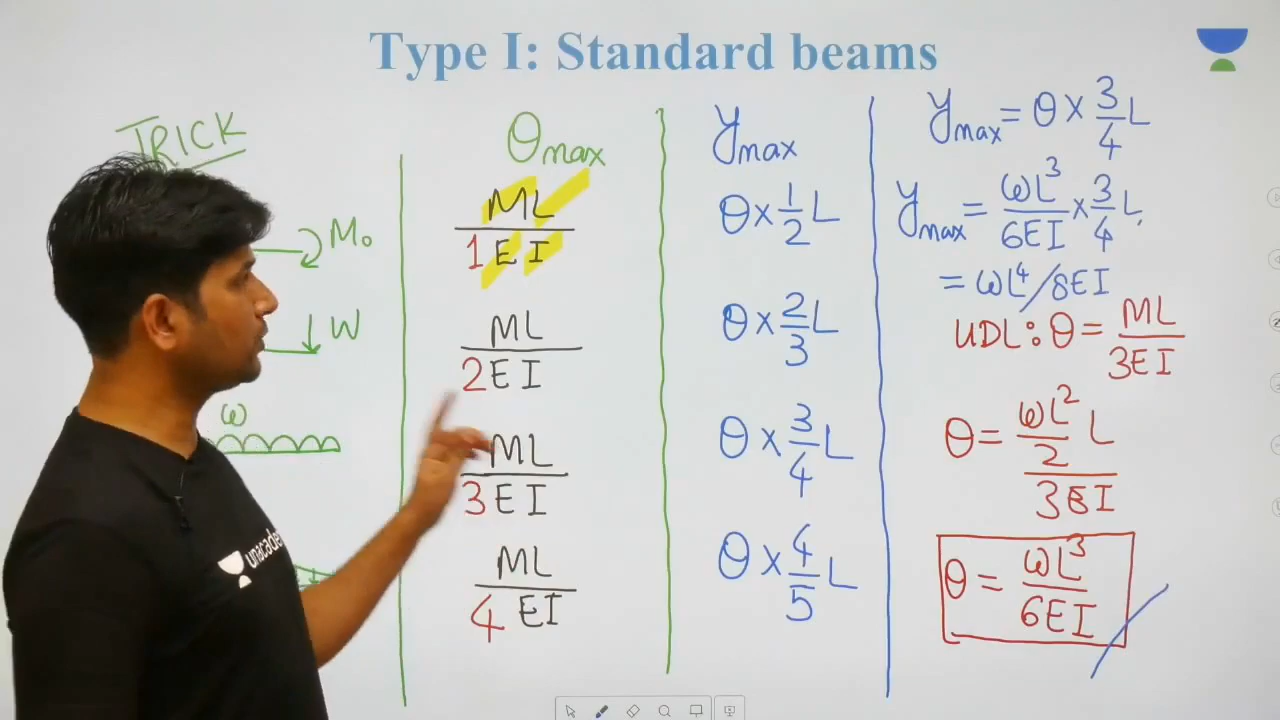 Type I: Standard beams
TRICK
M₀
W
ω
unacade
θmax
ML/1EI
ML/2EI
ML/3EI
ML/4EI
ymax
θ × 1/2 L
θ × 2/3 L
θ × 3/4 L
θ × 4/5 L
ymax = θ × 3/4 L
ymax = ωL³/6EI × 3/4 L
= ωL⁴/8EI
UDL: θ = ML/3EI
θ = ωL²/2 L/3EI
θ = ωL³/6EI